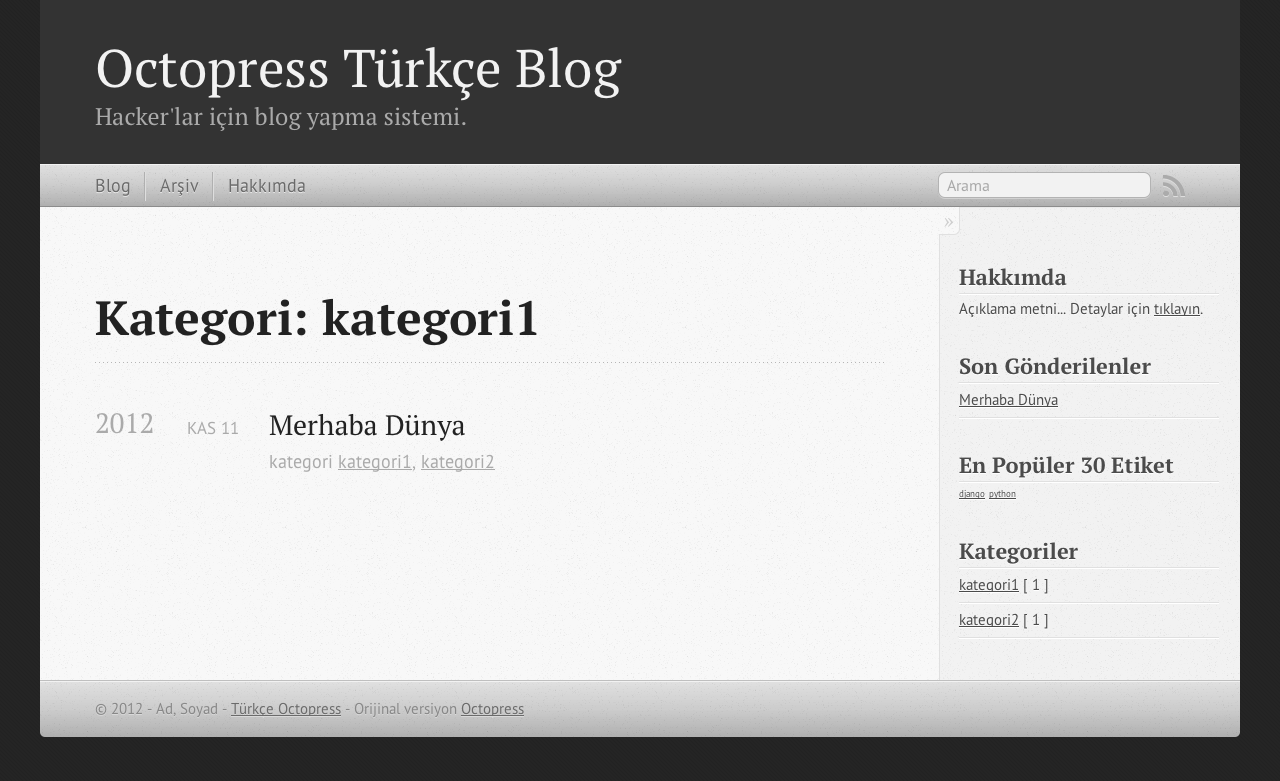 Octopress Türkçe Blog
Hacker'lar için blog yapma sistemi.
Blog Arşiv Hakkımda Arama
»
Kategori: kategori1
2012 KAS 11 Merhaba Dünya
kategori kategori1, kategori2
Hakkımda
Açıklama metni... Detaylar için tıklayın.
Son Gönderilenler
Merhaba Dünya
En Popüler 30 Etiket
django python
Kategoriler
kategori1 [ 1 ]
kategori2 [ 1 ]
© 2012 - Ad, Soyad - Türkçe Octopress - Orijinal versiyon Octopress